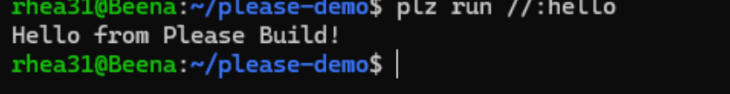 rhea31@Beena:~/please-demo$ plz run //:hello
Hello from Please Build!
rhea31@Beena:~/please-demo$